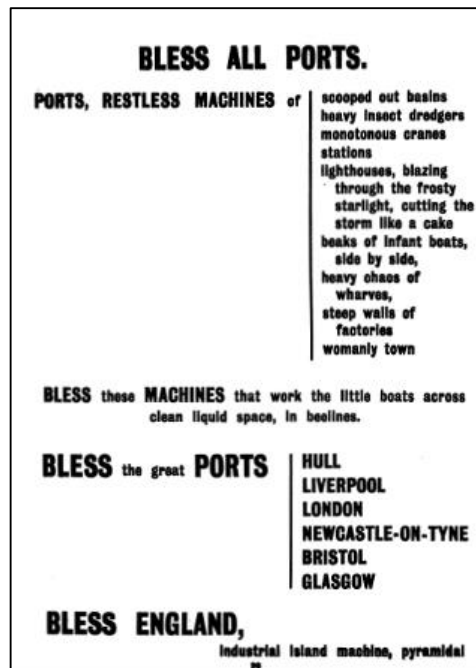 BLESS ALL PORTS.
PORTS, RESTLESS MACHINES of
scooped out basins
heavy insect dredgers
monotonous cranes
stations
lighthouses, blazing
through the frosty
starlight, cutting the
storm like a cake
beaks of infant boats,
side by side,
heavy chaos of
wharves,
steep walls of
factories
womanly town
BLESS these MACHINES that work the little boats across
clean liquid space, in beelines.
BLESS the great PORTS
HULL
LIVERPOOL
LONDON
NEWCASTLE-ON-TYNE
BRISTOL
GLASGOW
BLESS ENGLAND,
industrial island machine, pyramidal